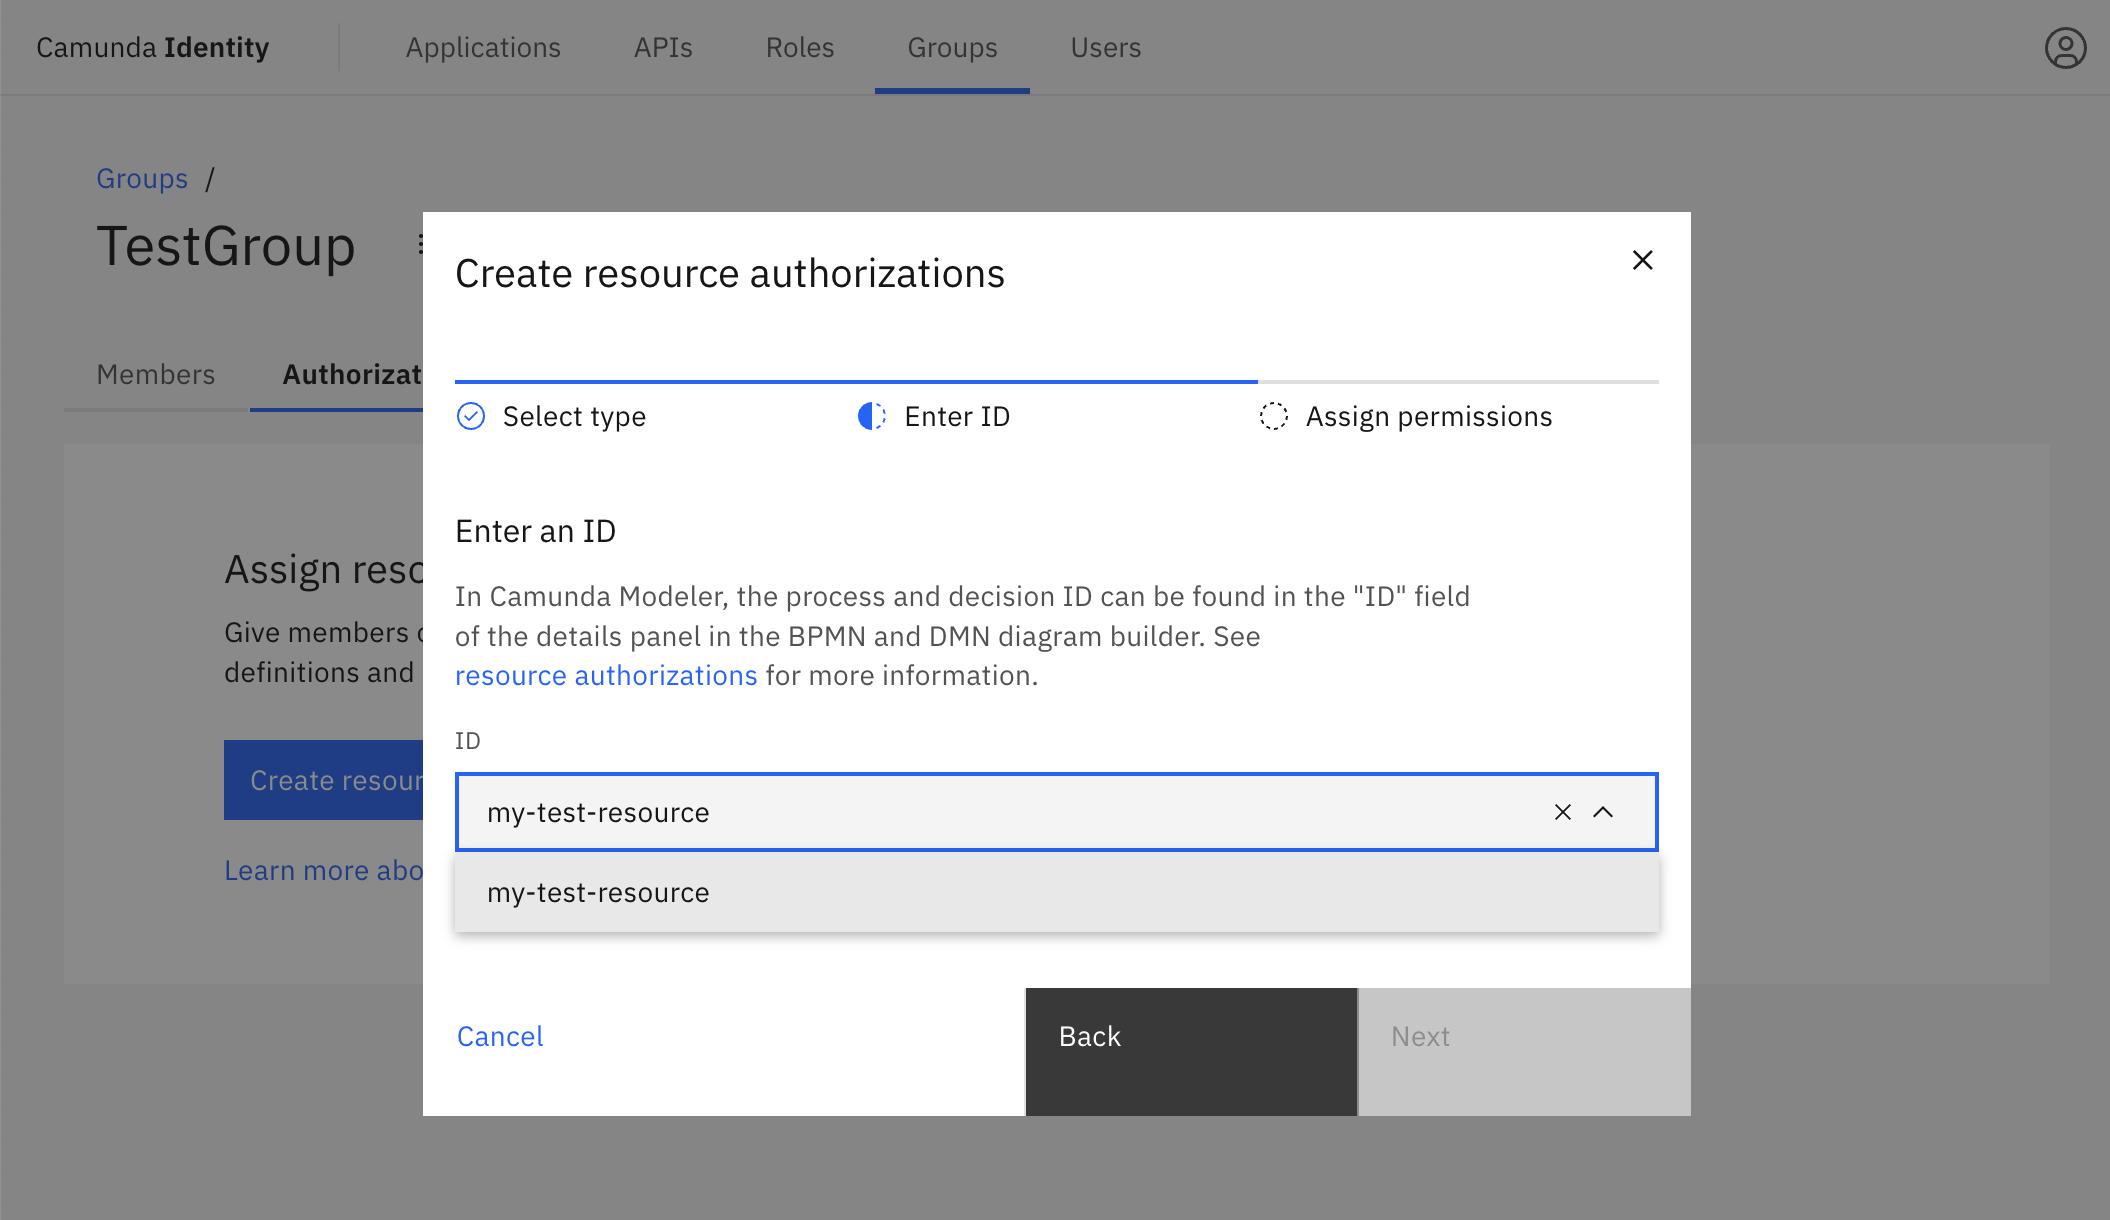 Camunda Identity
Applications
APIs
Roles
Groups
Users
Groups /
TestGroup
Members
Authorizat
Assign reso
Give members
definitions and
Create resour
Learn more abo
Create resource authorizations
Select type
Enter ID
Assign permissions
Enter an ID
In Camunda Modeler, the process and decision ID can be found in the "ID" field
of the details panel in the BPMN and DMN diagram builder. See
resource authorizations for more information.
ID
my-test-resource
my-test-resource
Cancel
Back
Next